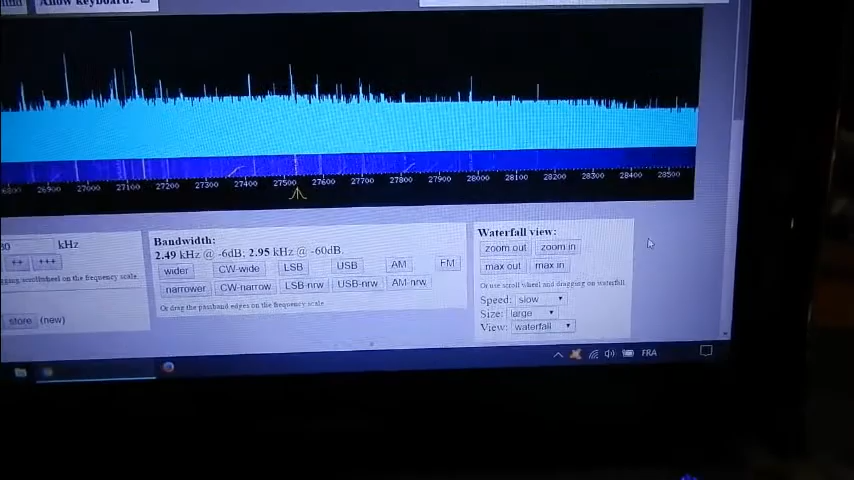 Allow keyboard:
26900 27000 27100 27200 27300 27400 27500 27600 27700 27800 27900 28000 28100 28200 28300 28400 28500
kHz
++ +++
store (new)
Bandwidth:
2.49 kHz @ -6dB; 2.95 kHz @ -60dB.
wider CW-wide LSB USB AM FM
narrower CW-narrow LSB-nrw USB-nrw AM-nrw
Or drag the passband edges on the frequency scale.
Waterfall view:
zoom out zoom in
max out max in
Or use scroll wheel and dragging on waterfall.
Speed: slow
Size: large
View: waterfall
FRA